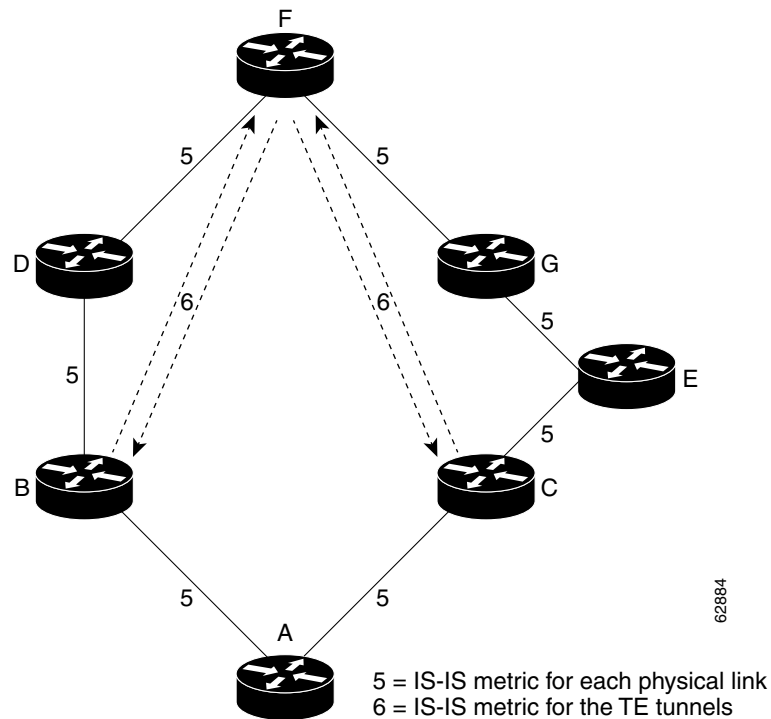 F
5
5
D
G
6
6
5
5
E
5
B
C
5
5
A
62884
5 = IS-IS metric for each physical link
6 = IS-IS metric for the TE tunnels